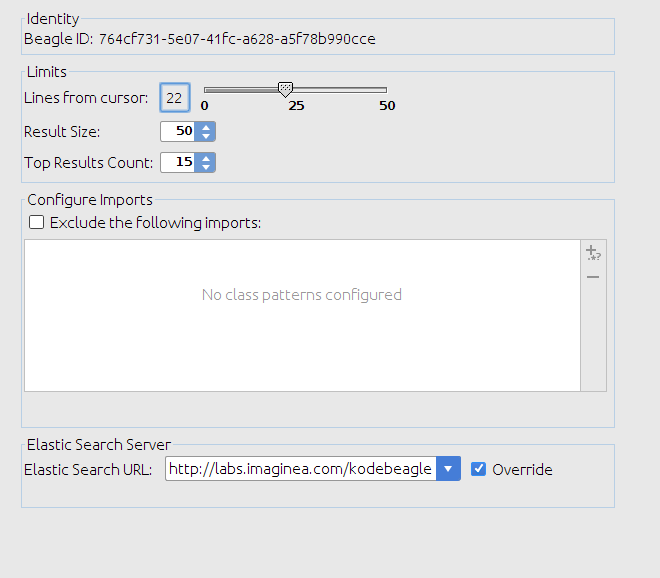 Identity
Beagle ID: 764cf731-5e07-41fc-a628-a5f78b990cce
Limits
Lines from cursor: 22
0 25 50
Result Size: 50
Top Results Count: 15
Configure Imports
Exclude the following imports:
+.*?
No class patterns configured
Elastic Search Server
Elastic Search URL: http://labs.imaginea.com/kodebeagle Override